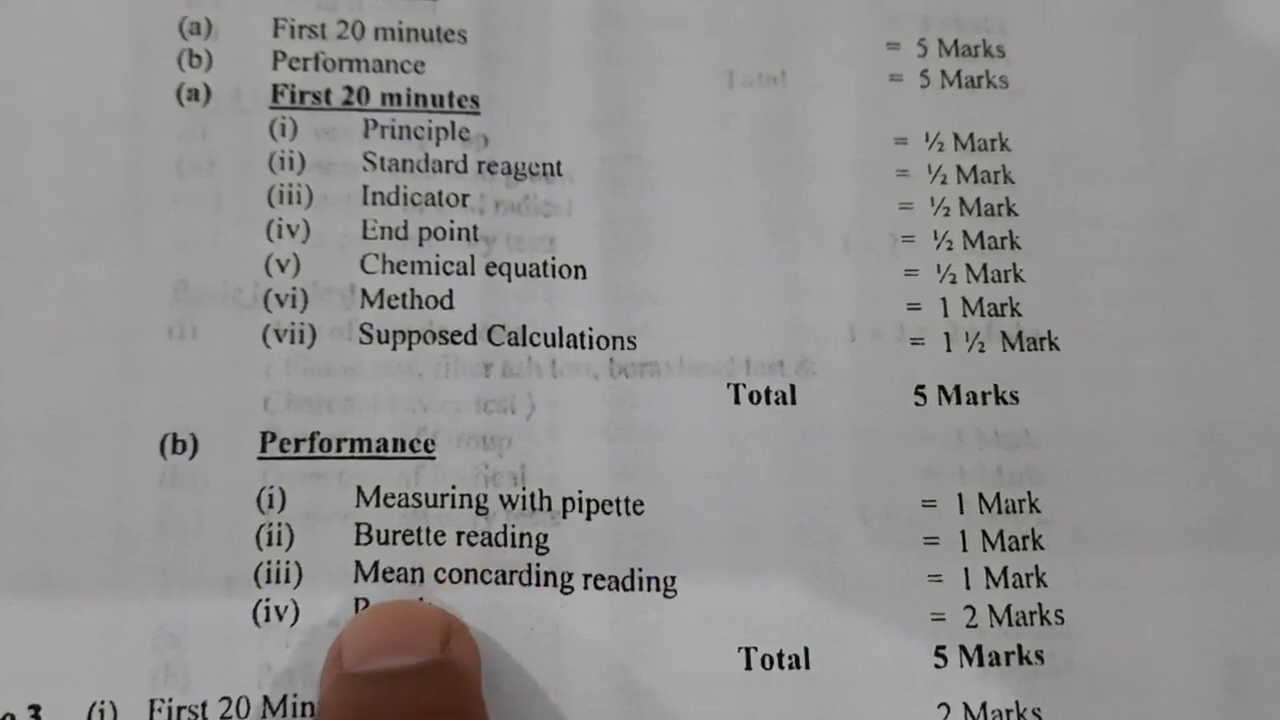 (a) First 20 minutes = 5 Marks
(b) Performance = 5 Marks
(a) First 20 minutes
(i) Principle = ½ Mark
(ii) Standard reagent = ½ Mark
(iii) Indicator = ½ Mark
(iv) End point = ½ Mark
(v) Chemical equation = ½ Mark
(vi) Method = 1 Mark
(vii) Supposed Calculations = 1 ½ Mark
Total 5 Marks
(b) Performance
(i) Measuring with pipette = 1 Mark
(ii) Burette reading = 1 Mark
(iii) Mean concarding reading = 1 Mark
(iv) = 2 Marks
Total 5 Marks
3 (i) First 20 Min 2 Marks